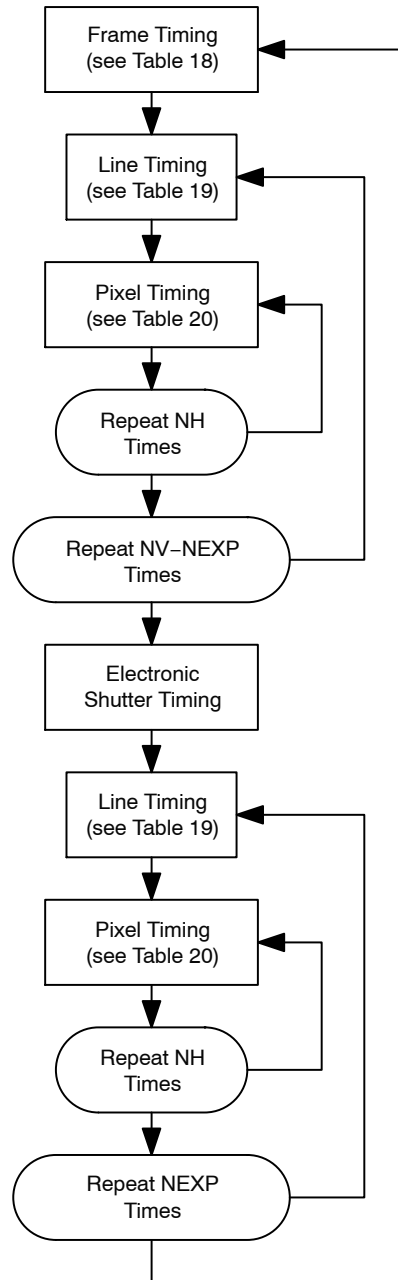 Frame Timing
(see Table 18)
Line Timing
(see Table 19)
Pixel Timing
(see Table 20)
Repeat NH
Times
Repeat NV−NEXP
Times
Electronic
Shutter Timing
Line Timing
(see Table 19)
Pixel Timing
(see Table 20)
Repeat NH
Times
Repeat NEXP
Times